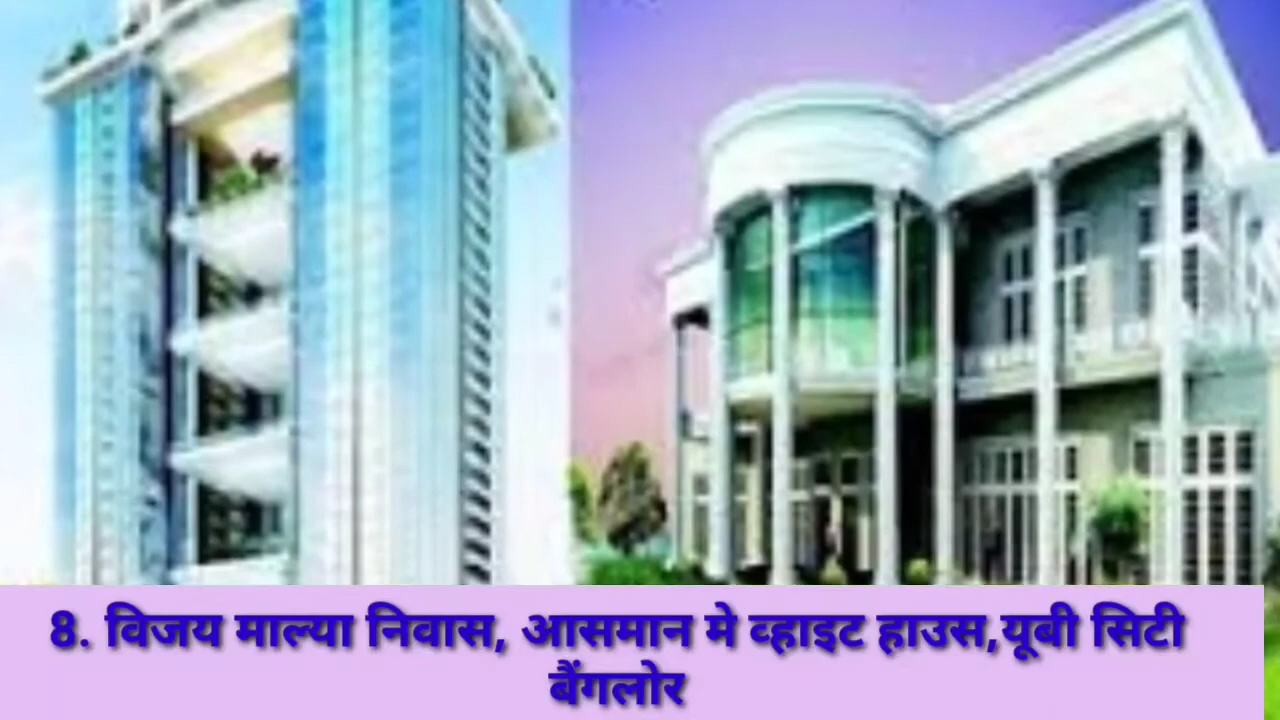 8. विजय माल्या निवास, आसमान मे व्हाइट हाउस,यूबी सिटी
बैंगलोर